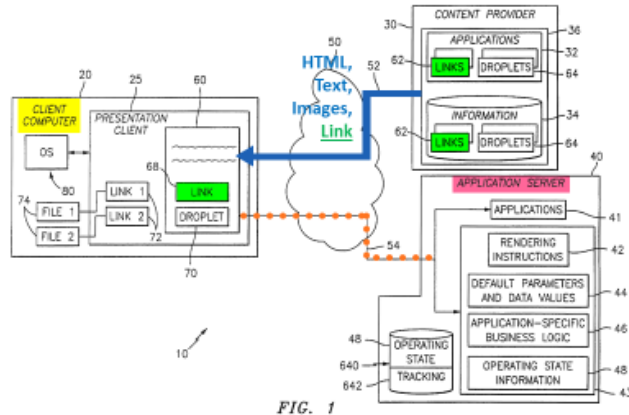 CONTENT PROVIDER
30
36
APPLICATIONS
32
62
LINKS
DROPLETS
64
INFORMATION
34
62
LINKS
DROPLETS
64
50
52
HTML,
Text,
Images,
Link
20
25
60
CLIENT
COMPUTER
PRESENTATION
CLIENT
OS
80
68
LINK
74
FILE 1
LINK 1
FILE 2
LINK 2
72
DROPLET
70
54
10
40
APPLICATION SERVER
APPLICATIONS
41
RENDERING
INSTRUCTIONS
42
DEFAULT PARAMETERS
AND DATA VALUES
44
APPLICATION-SPECIFIC
BUSINESS LOGIC
46
48
OPERATING
STATE
640
642
TRACKING
OPERATING STATE
INFORMATION
48
43
FIG. 1